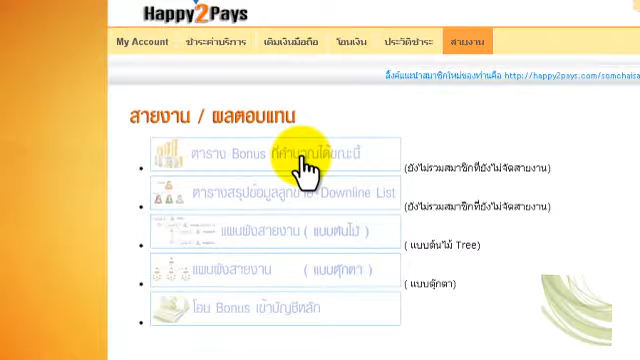 Happy2Pays
My Account ชำระค่าบริการ เติมเงินมือถือ โอนเงิน ประวัติชำระ สายงาน
ลิ้งค์แนะนำสมาชิกใหม่ของท่านคือ http://happy2pays.com/somchaisa
สายงาน / ผลตอบแทน
ตาราง Bonus ที่คำนวณได้ขณะนี้ (ยังไม่รวมสมาชิกที่ยังไม่จัดสายงาน)
ตารางสรุปข้อมูลลูกข่าย Downline List (ยังไม่รวมสมาชิกที่ยังไม่จัดสายงาน)
แผนผังสายงาน ( แบบต้นไม้ ) ( แบบต้นไม้ Tree)
แผนผังสายงาน ( แบบตุ๊กตา ) ( แบบตุ๊กตา)
โอน Bonus เข้าบัญชีหลัก